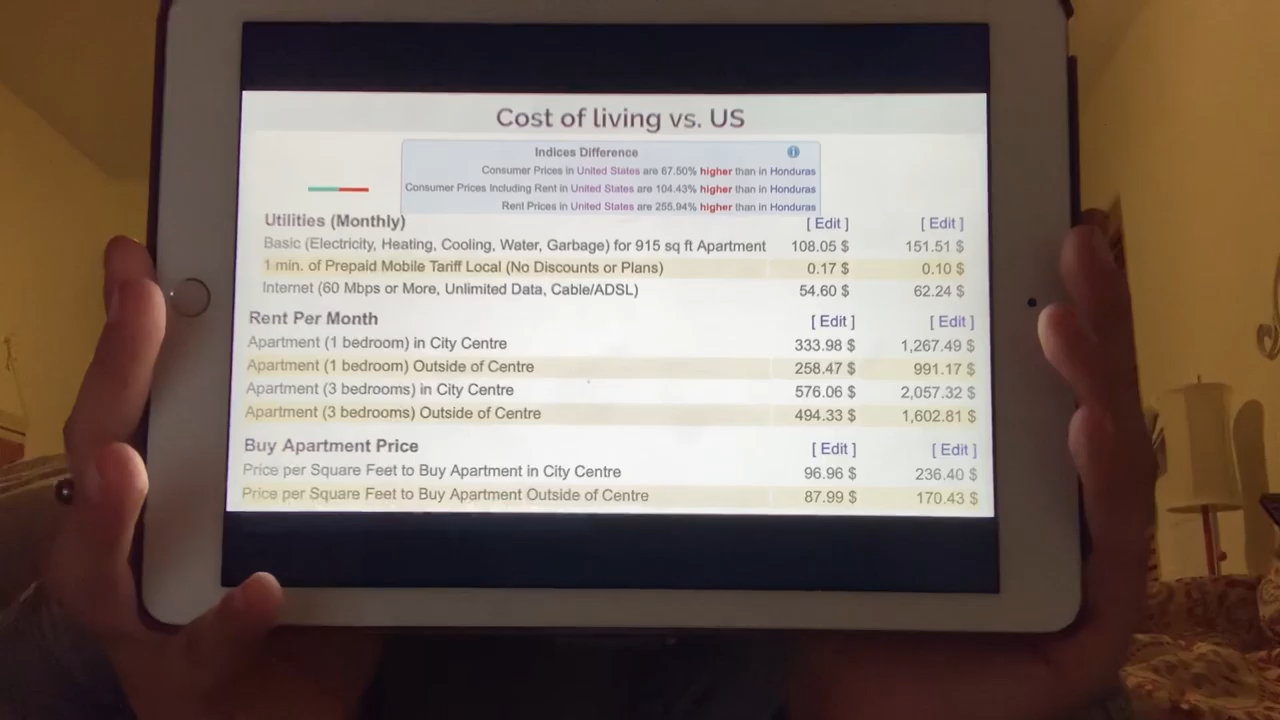 Cost of living vs. US
Indices Difference
Consumer Prices in United States are 67.50% higher than in Honduras
Consumer Prices Including Rent in United States are 104.43% higher than in Honduras
Rent Prices in United States are 255.94% higher than in Honduras
Utilities (Monthly) [ Edit ] [ Edit ]
Basic (Electricity, Heating, Cooling, Water, Garbage) for 915 sq ft Apartment 108.05 $ 151.51 $
1 min. of Prepaid Mobile Tariff Local (No Discounts or Plans) 0.17 $ 0.10 $
Internet (60 Mbps or More, Unlimited Data, Cable/ADSL) 54.60 $ 62.24 $
Rent Per Month [ Edit ] [ Edit ]
Apartment (1 bedroom) in City Centre 333.98 $ 1,267.49 $
Apartment (1 bedroom) Outside of Centre 258.47 $ 991.17 $
Apartment (3 bedrooms) in City Centre 576.06 $ 2,057.32 $
Apartment (3 bedrooms) Outside of Centre 494.33 $ 1,602.81 $
Buy Apartment Price [ Edit ] [ Edit ]
Price per Square Feet to Buy Apartment in City Centre 96.96 $ 236.40 $
Price per Square Feet to Buy Apartment Outside of Centre 87.99 $ 170.43 $